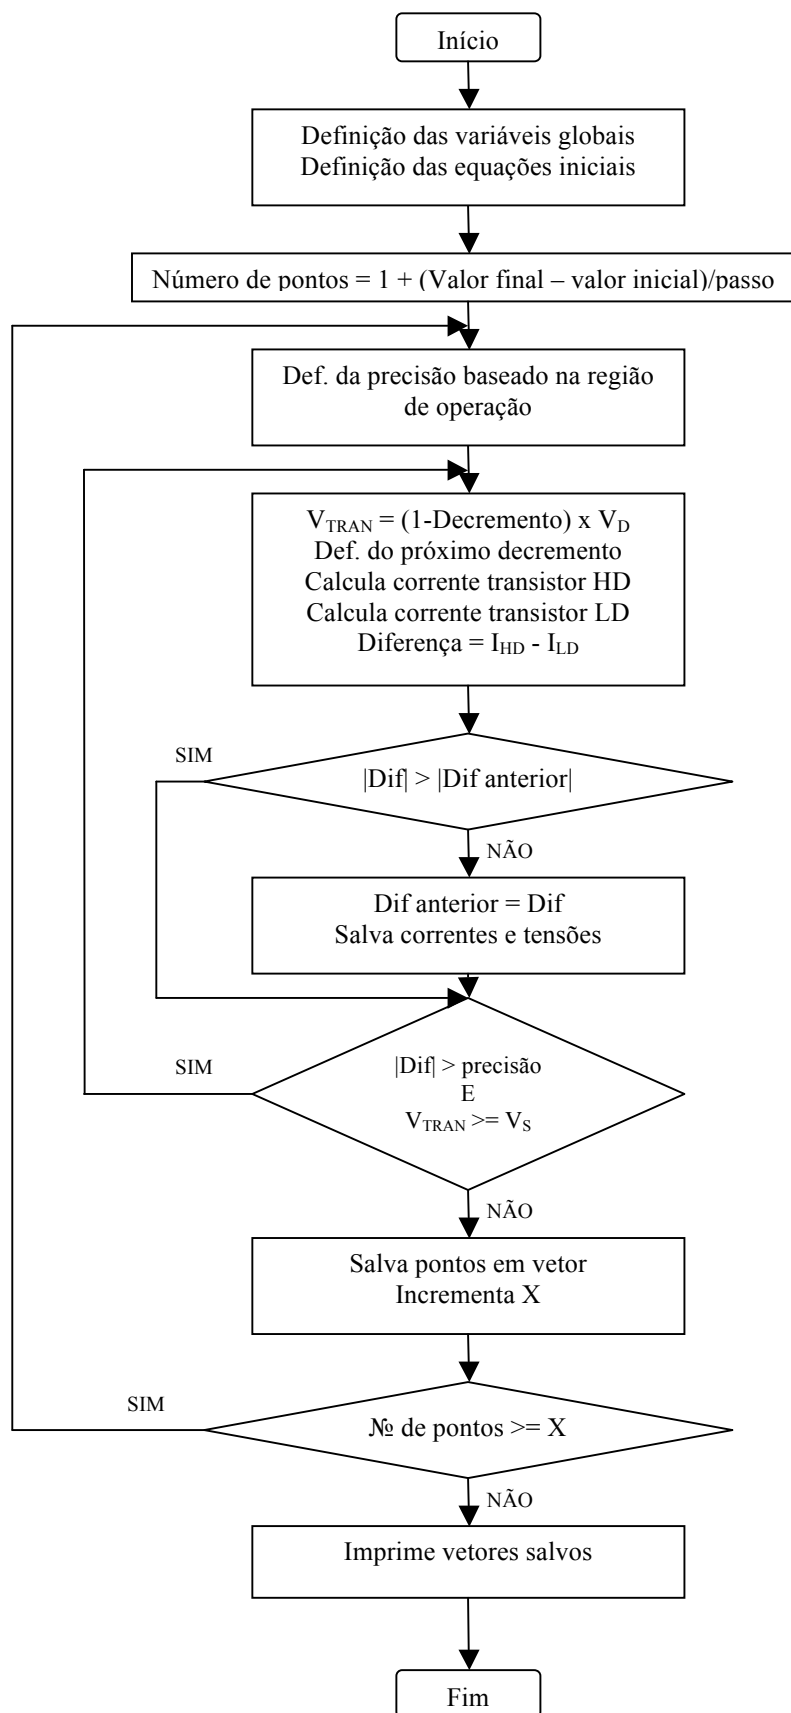 Início
Definição das variáveis globais
Definição das equações iniciais
Número de pontos = 1 + (Valor final – valor inicial)/passo
Def. da precisão baseado na região
de operação
V_TRAN = (1-Decremento) x V_D
Def. do próximo decremento
Calcula corrente transistor HD
Calcula corrente transistor LD
Diferença = I_HD - I_LD
SIM
|Dif| > |Dif anterior|
NÃO
Dif anterior = Dif
Salva correntes e tensões
SIM
|Dif| > precisão
E
V_TRAN >= V_S
NÃO
Salva pontos em vetor
Incrementa X
SIM
№ de pontos >= X
NÃO
Imprime vetores salvos
Fim